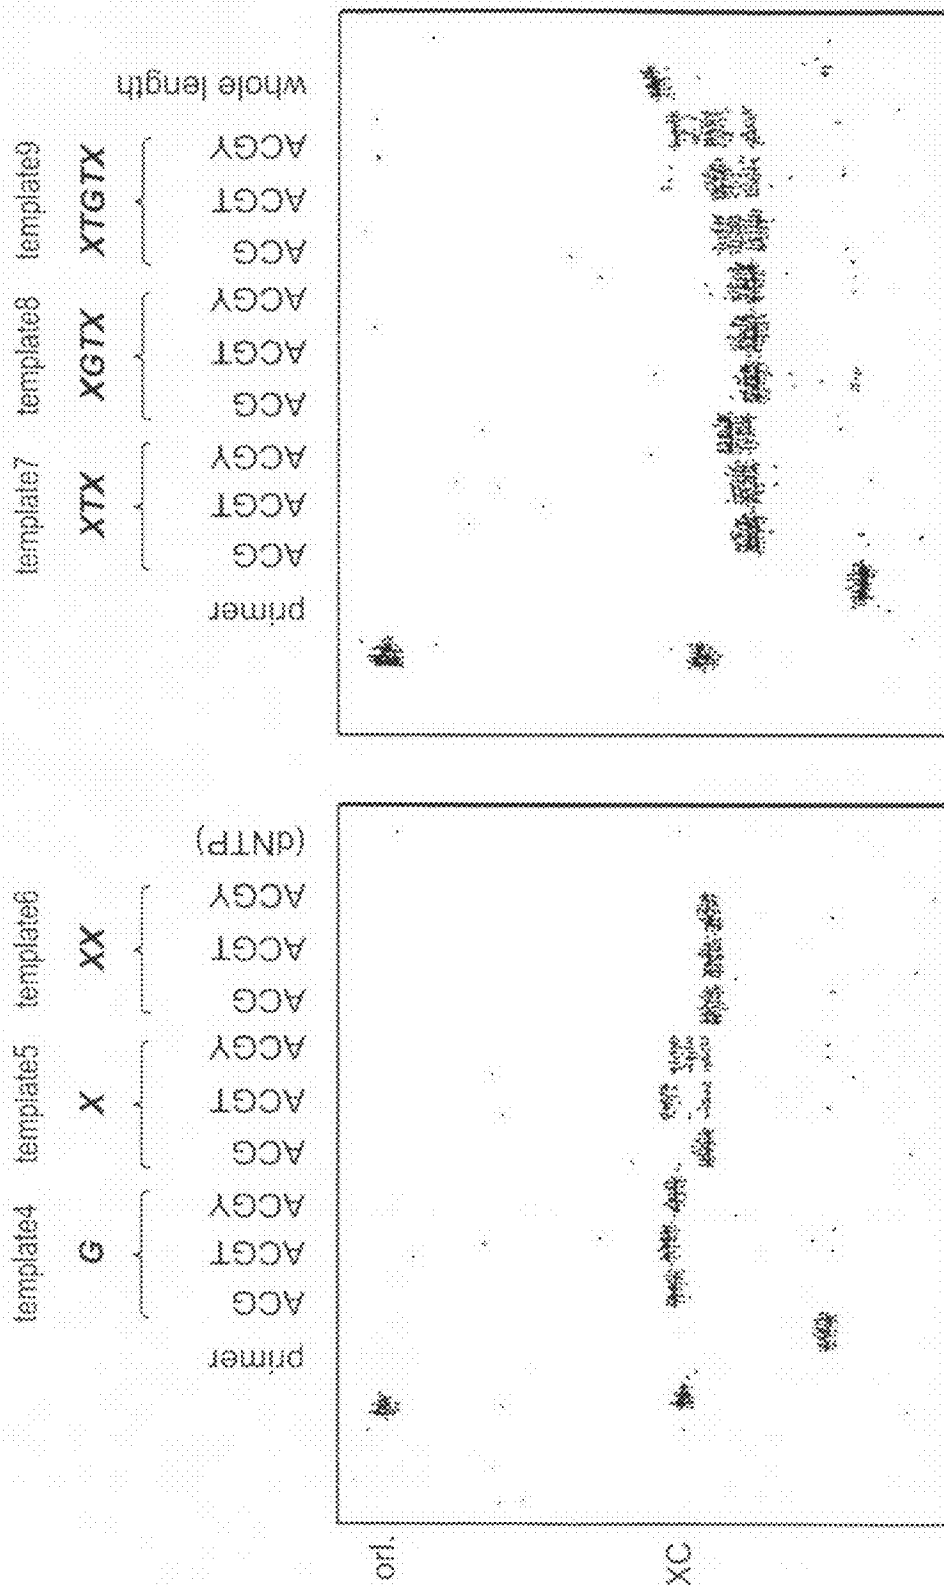 template4 template5 template6
G X XX
primer ACG ACGT ACGY ACG ACGT ACGY ACG ACGT ACGY (dNTP)
ori.
XC
template7 template8 template9
XTX XGTX XTGTX
primer ACG ACGT ACGY ACG ACGT ACGY ACG ACGT ACGY whole length